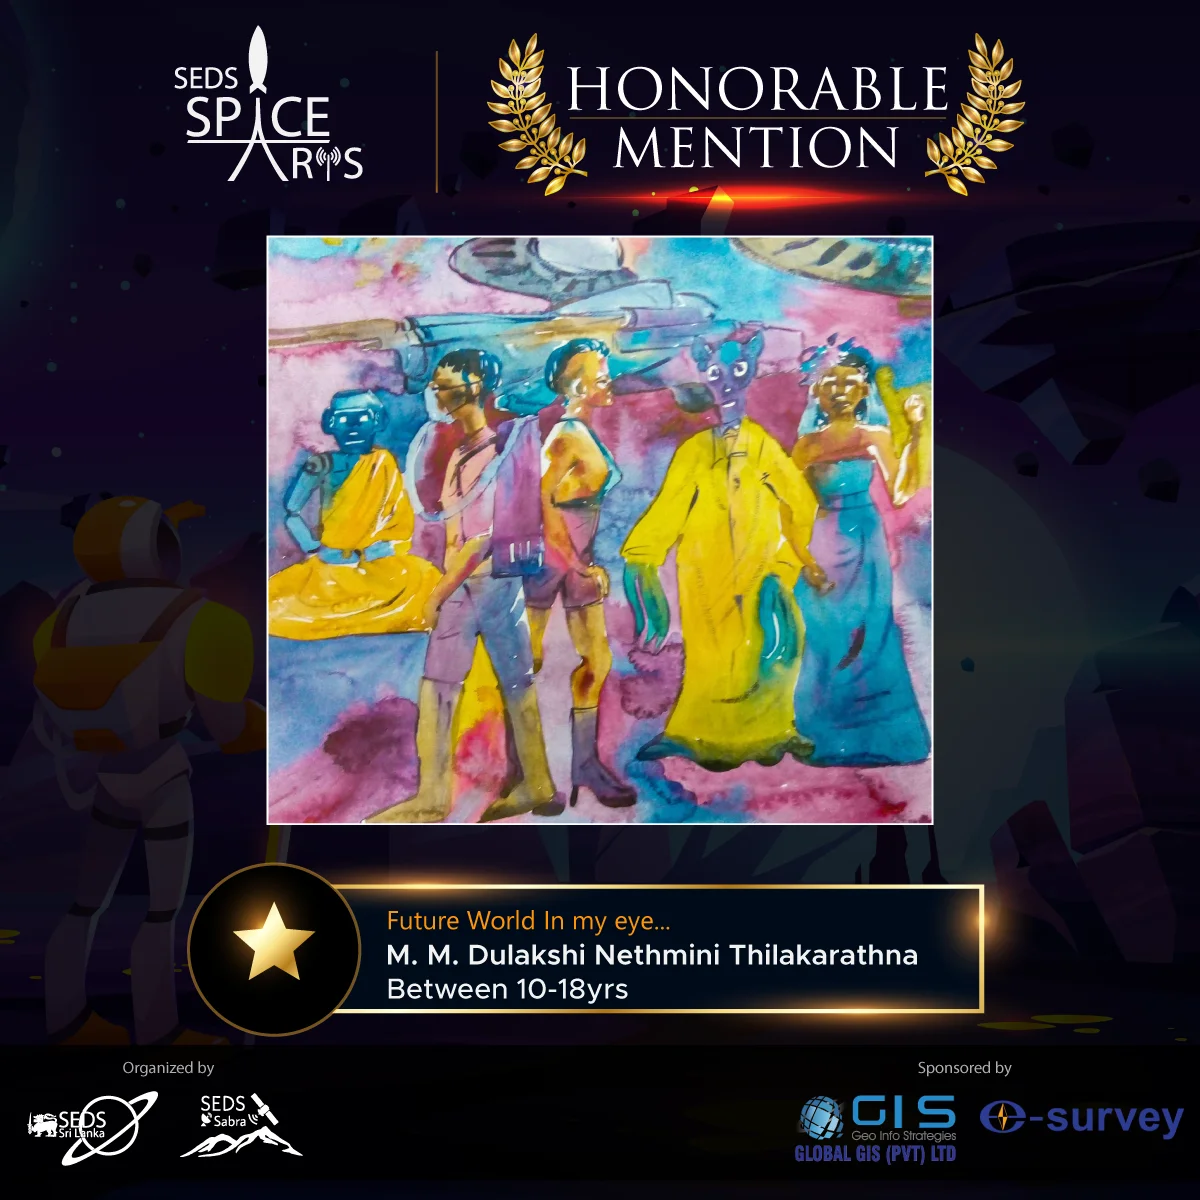 SEDS
SPACE
ARTS
HONORABLE
MENTION
Future World In my eye...
M. M. Dulakshi Nethmini Thilakarathna
Between 10-18yrs
Organized by
SEDS
Sri Lanka
SEDS
Sabra
Sponsored by
GIS
Geo Info Strategies
GLOBAL GIS (PVT) LTD
e-survey